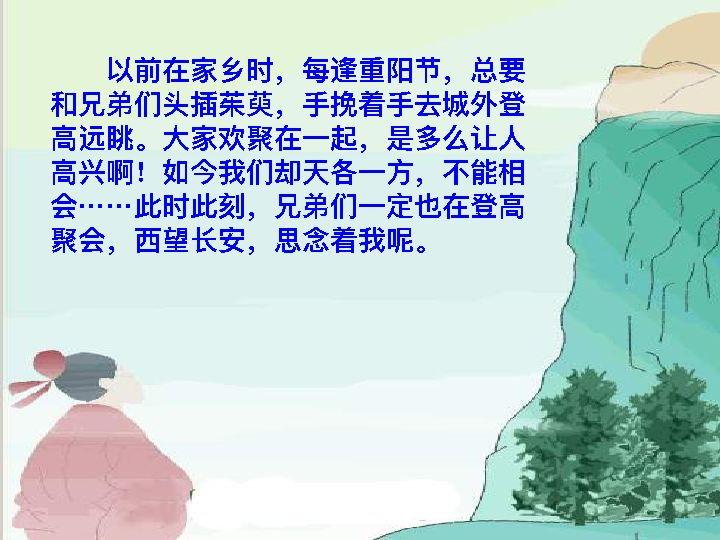 以前在家乡时，每逢重阳节，总要
和兄弟们头插茱萸，手挽着手去城外登
高远眺。大家欢聚在一起，是多么让人
高兴啊！如今我们却天各一方，不能相
会……此时此刻，兄弟们一定也在登高
聚会，西望长安，思念着我呢。